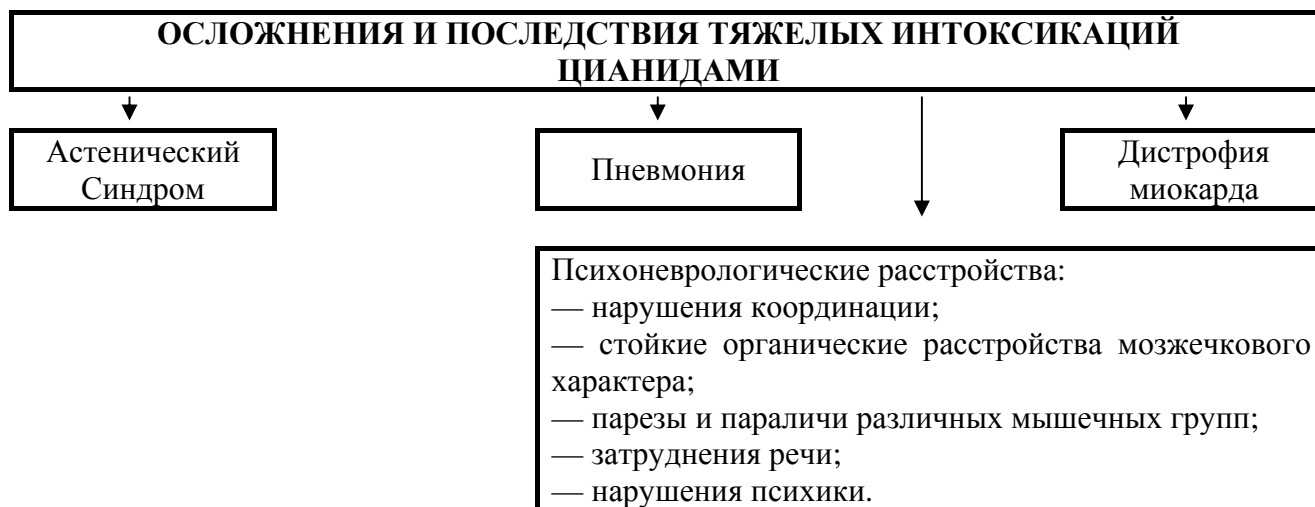 ОСЛОЖНЕНИЯ И ПОСЛЕДСТВИЯ ТЯЖЕЛЫХ ИНТОКСИКАЦИЙ
ЦИАНИДАМИ
Астенический
Синдром
Пневмония
Дистрофия
миокарда
Психоневрологические расстройства:
— нарушения координации;
— стойкие органические расстройства мозжечкового
характера;
— парезы и параличи различных мышечных групп;
— затруднения речи;
— нарушения психики.